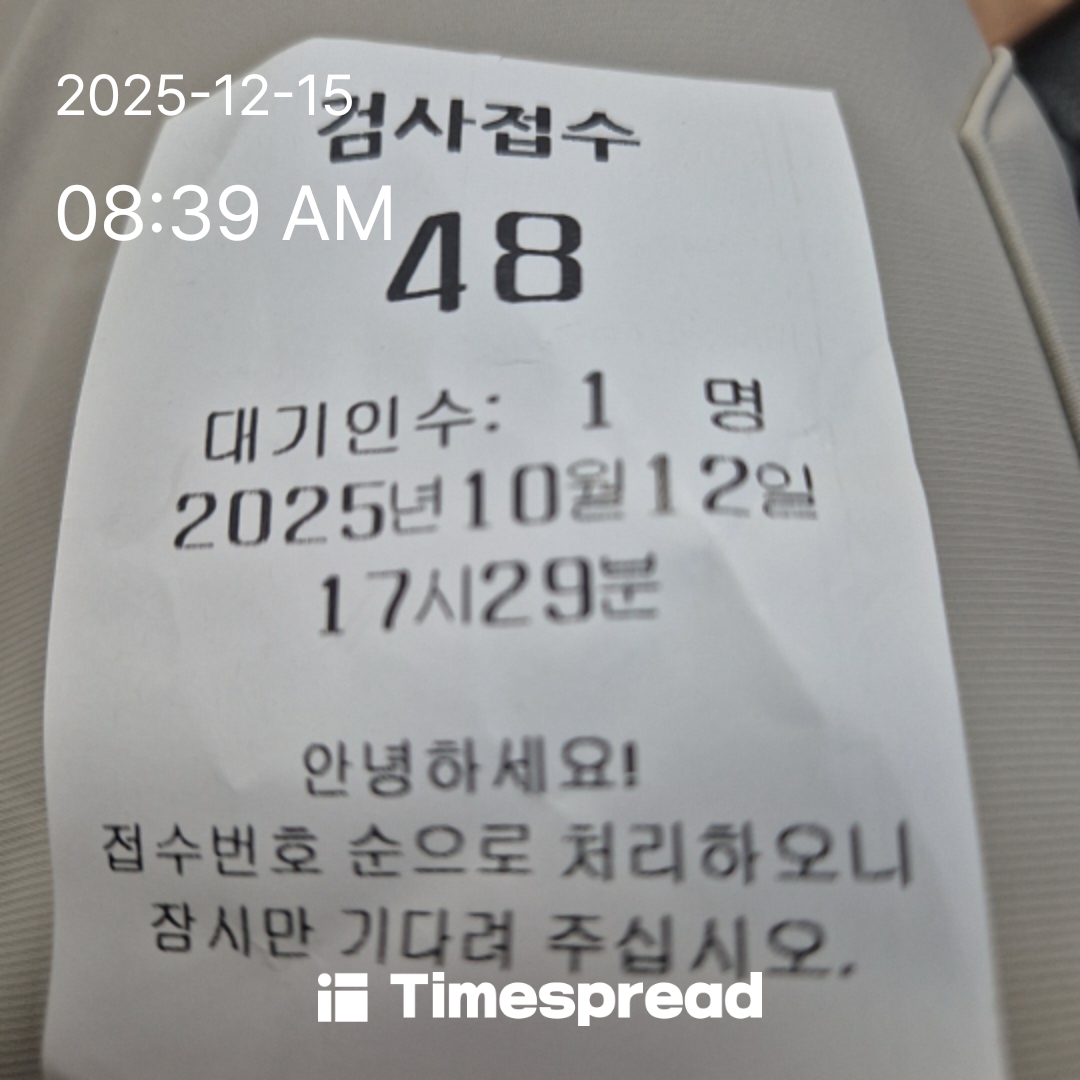 2025-12-15
검사접수
08:39 AM
48
대기인수: 1 명
2025년10월12일
17시29분
안녕하세요!
접수번호 순으로 처리하오니
잠시만 기다려 주십시오.
Timespread